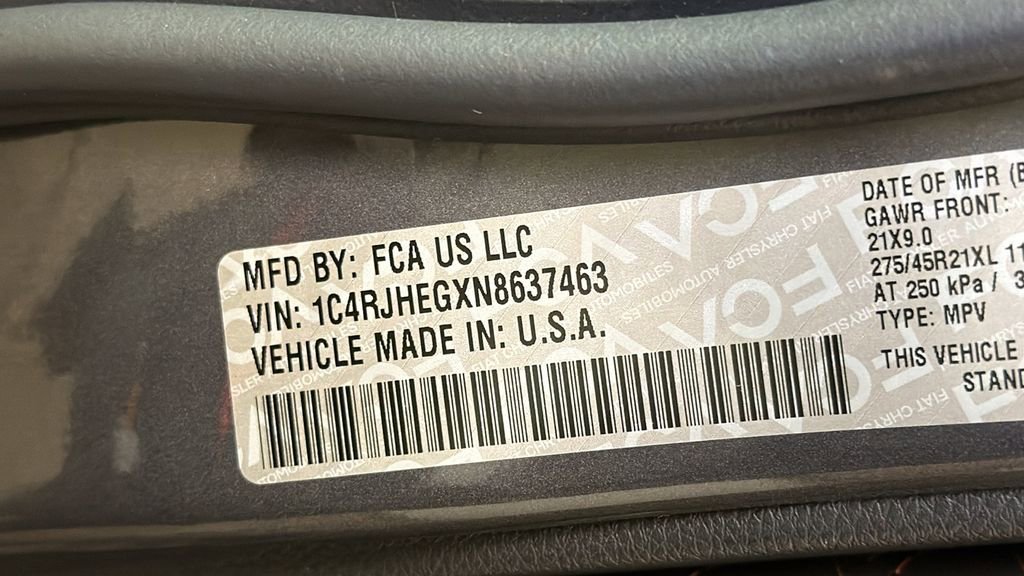 MFD BY: FCA US LLC
VIN: 1C4RJHEGXN8637463
VEHICLE MADE IN: U.S.A.
DATE OF MFR
GAWR FRONT:
21X9.0
275/45R21XL
AT 250 kPa /
TYPE: MPV
THIS VEHICLE